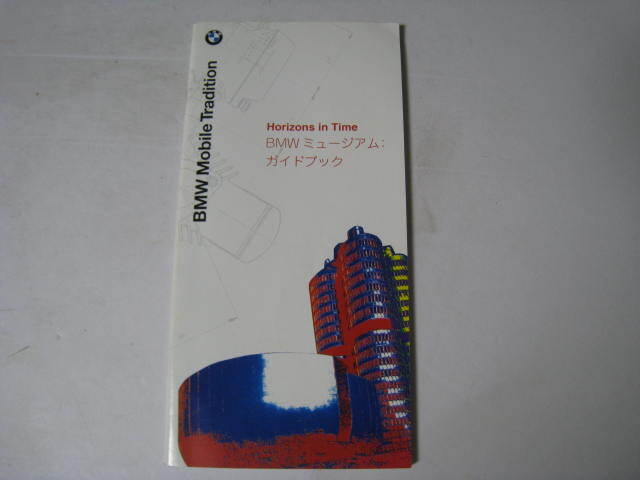 BMW Mobile Tradition
Horizons in Time
BMW ミュージアム:
ガイドブック